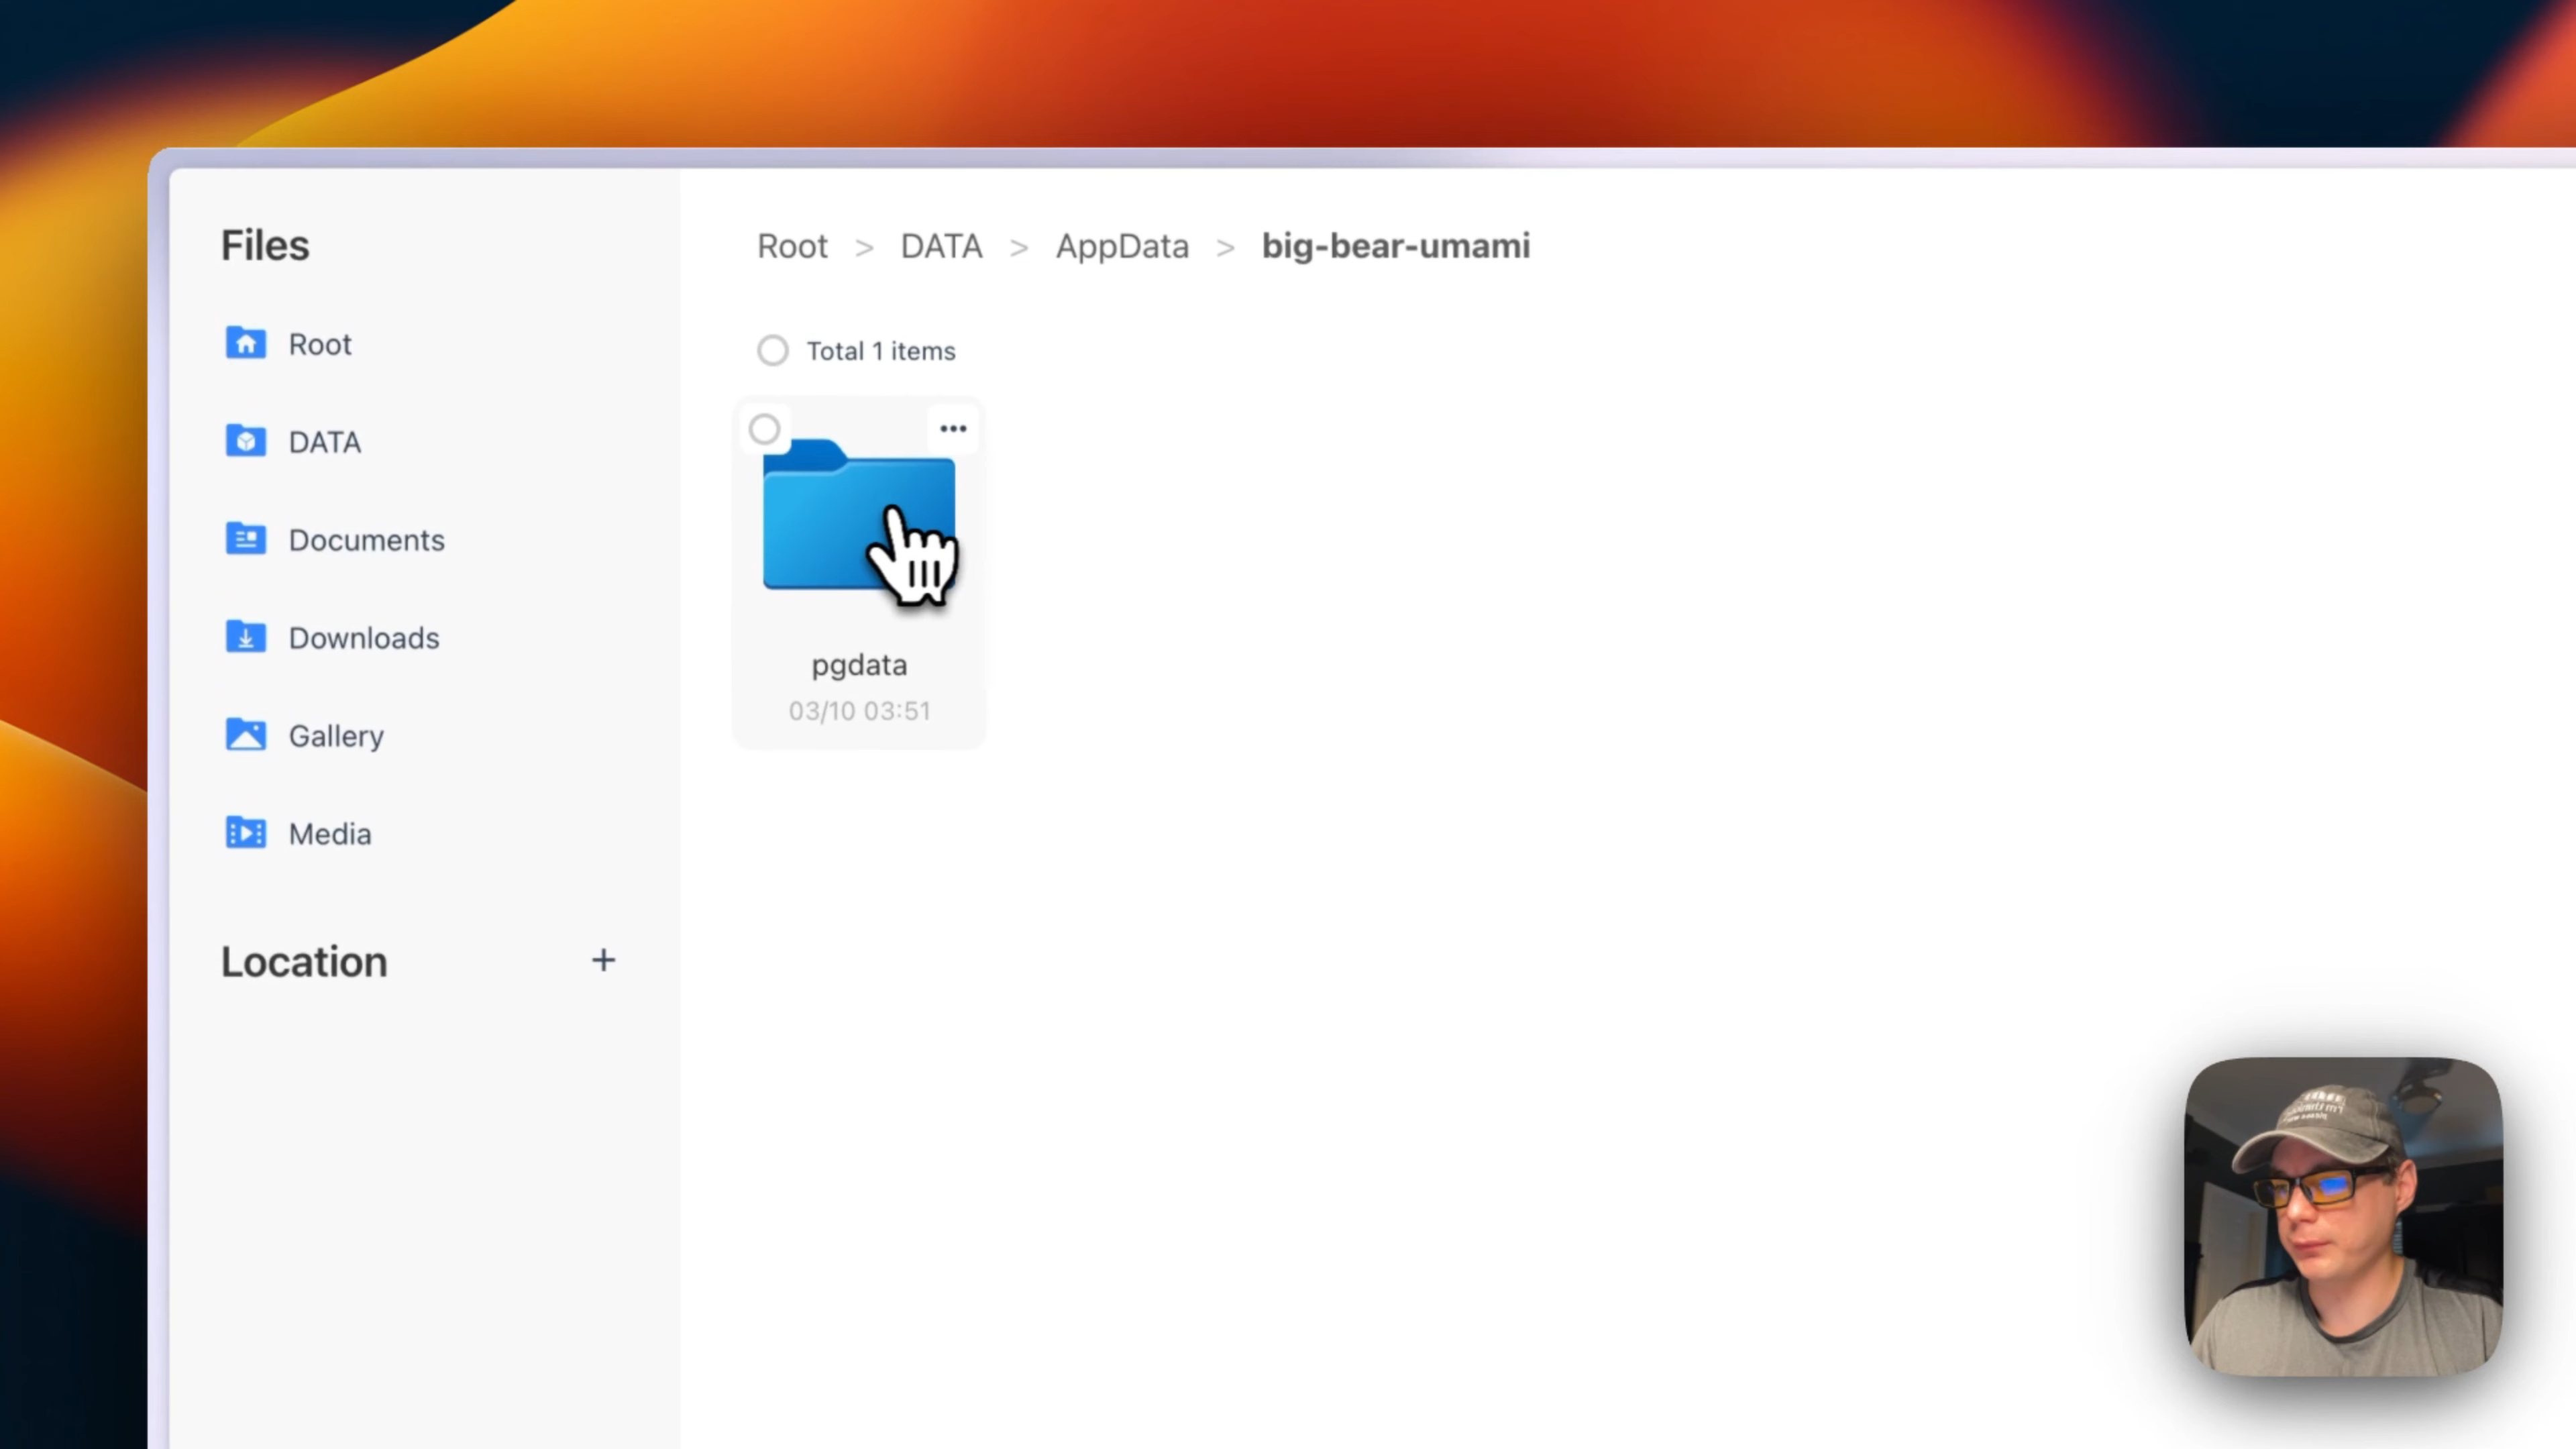 Files
Root
DATA
Documents
Downloads
Gallery
Media
Location +
Root > DATA > AppData > big-bear-umami
Total 1 items
•••
pgdata
03/10 03:51